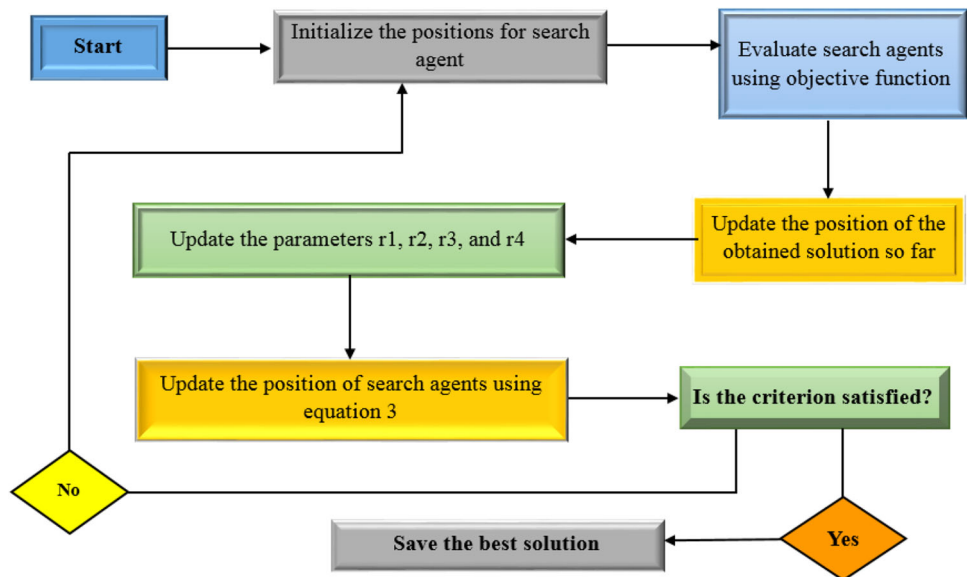 Start
Initialize the positions for search
agent
Evaluate search agents
using objective function
Update the position of the
obtained solution so far
Update the parameters r1, r2, r3, and r4
Update the position of search agents using
equation 3
Is the criterion satisfied?
No
Yes
Save the best solution